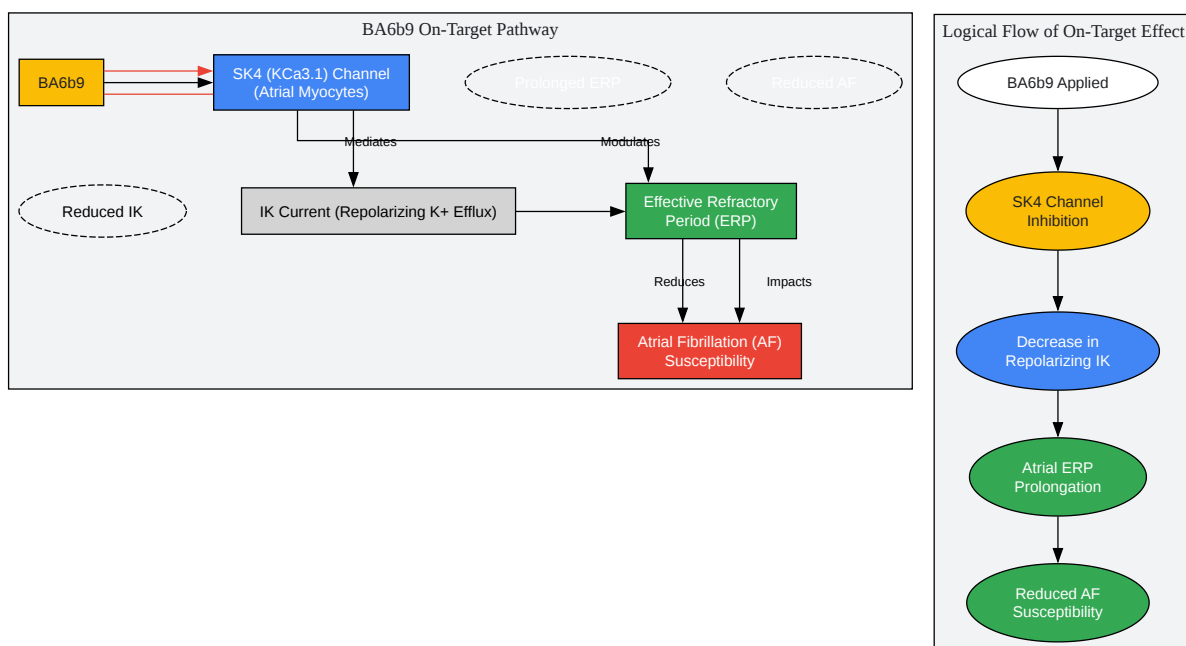 BA6b9 On-Target Pathway
BA6b9
SK4 (KCa3.1) Channel
(Atrial Myocytes)
Prolonged ERP
Reduced AF
Mediates
Modulates
Reduced IK
IK Current (Repolarizing K+ Efflux)
Effective Refractory
Period (ERP)
Reduces
Impacts
Atrial Fibrillation (AF)
Susceptibility
Logical Flow of On-Target Effect
BA6b9 Applied
SK4 Channel
Inhibition
Decrease in
Repolarizing IK
Atrial ERP
Prolongation
Reduced AF
Susceptibility